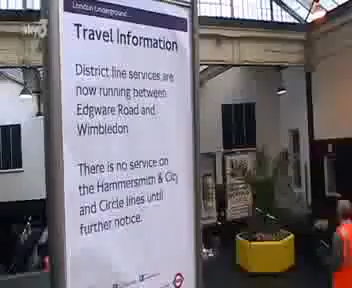 London Underground
Travel Information
District line services are
now running between
Edgware Road and
Wimbledon
There is no service on
the Hammersmith & City
and Circle lines until
further notice.